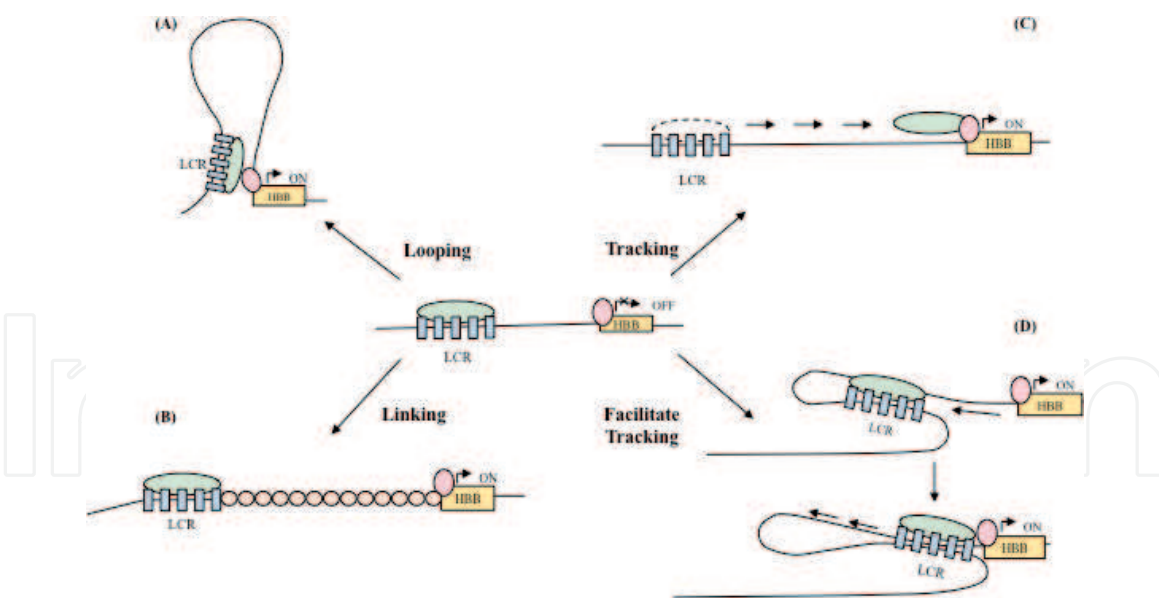 (A)
LCR
ON
HBB
Looping
(C)
LCR
ON
HBB
Tracking
LCR
OFF
HBB
(B)
Linking
LCR
ON
HBB
(D)
Facilitate
Tracking
LCR
ON
HBB
LCR
ON
HBB